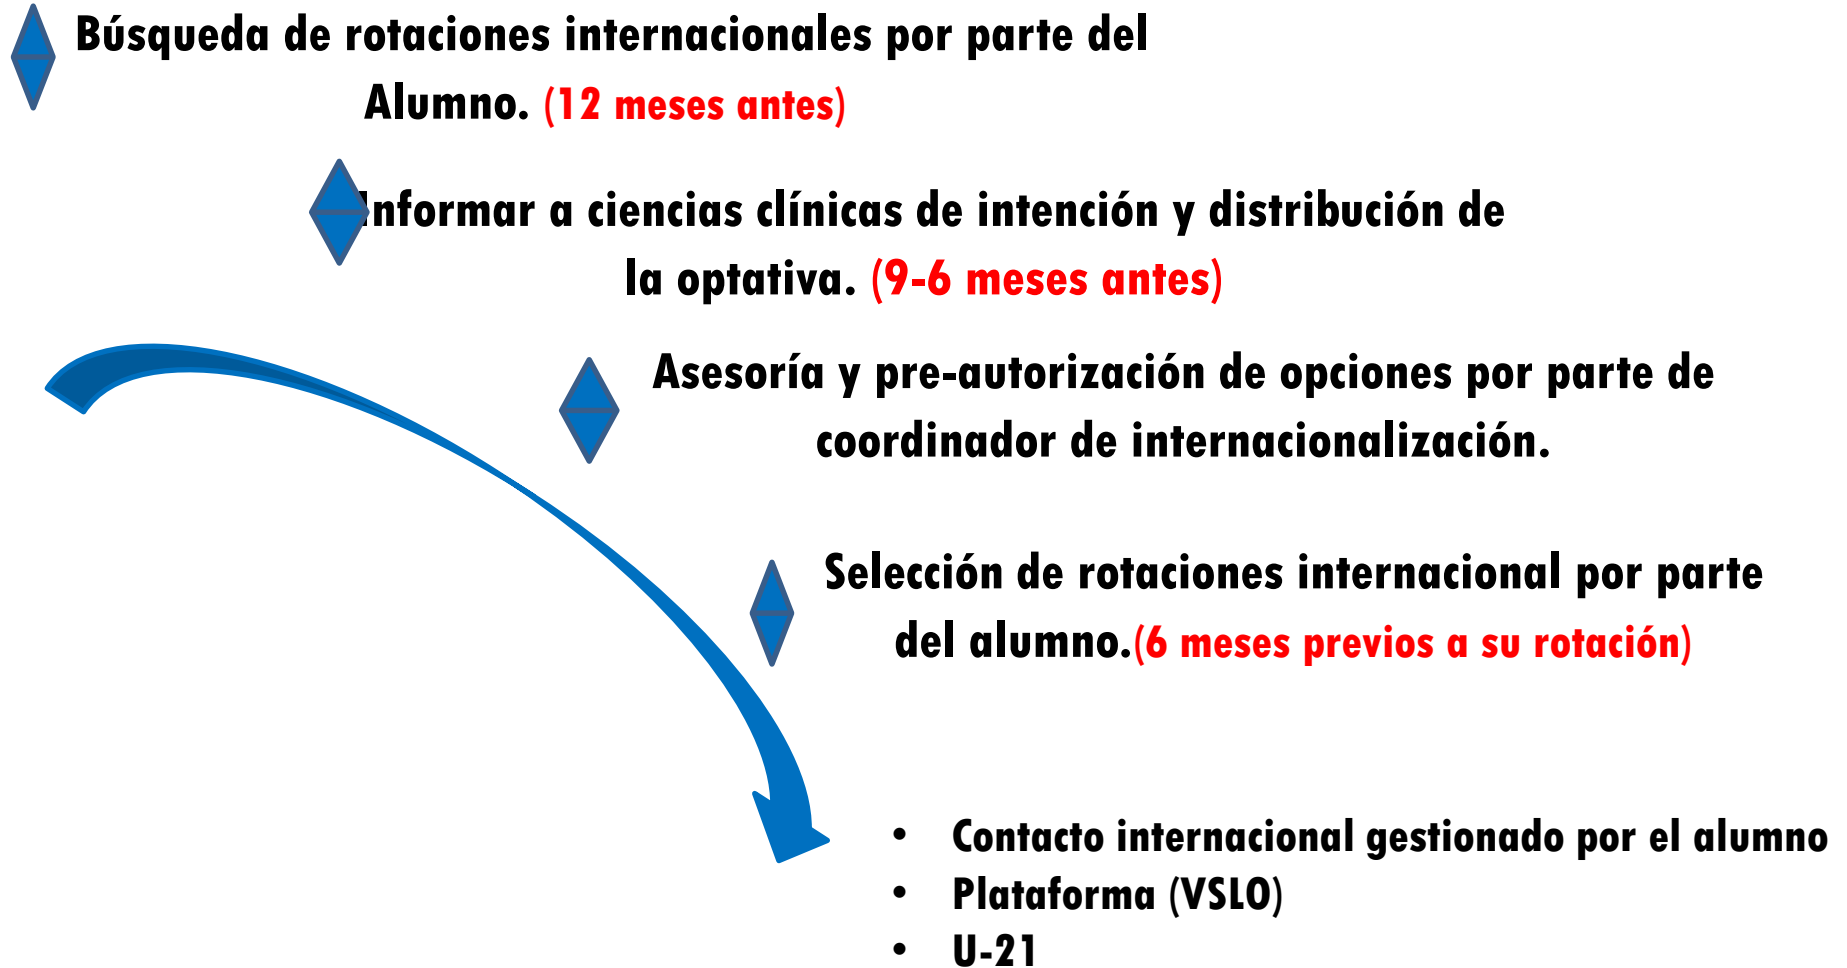 Búsqueda de rotaciones internacionales por parte del
Alumno. (12 meses antes)
Informar a ciencias clínicas de intención y distribución de
la optativa. (9-6 meses antes)
Asesoría y pre-autorización de opciones por parte de
coordinador de internacionalización.
Selección de rotaciones internacional por parte
del alumno.(6 meses previos a su rotación)
• Contacto internacional gestionado por el alumno
• Plataforma (VSLO)
• U-21